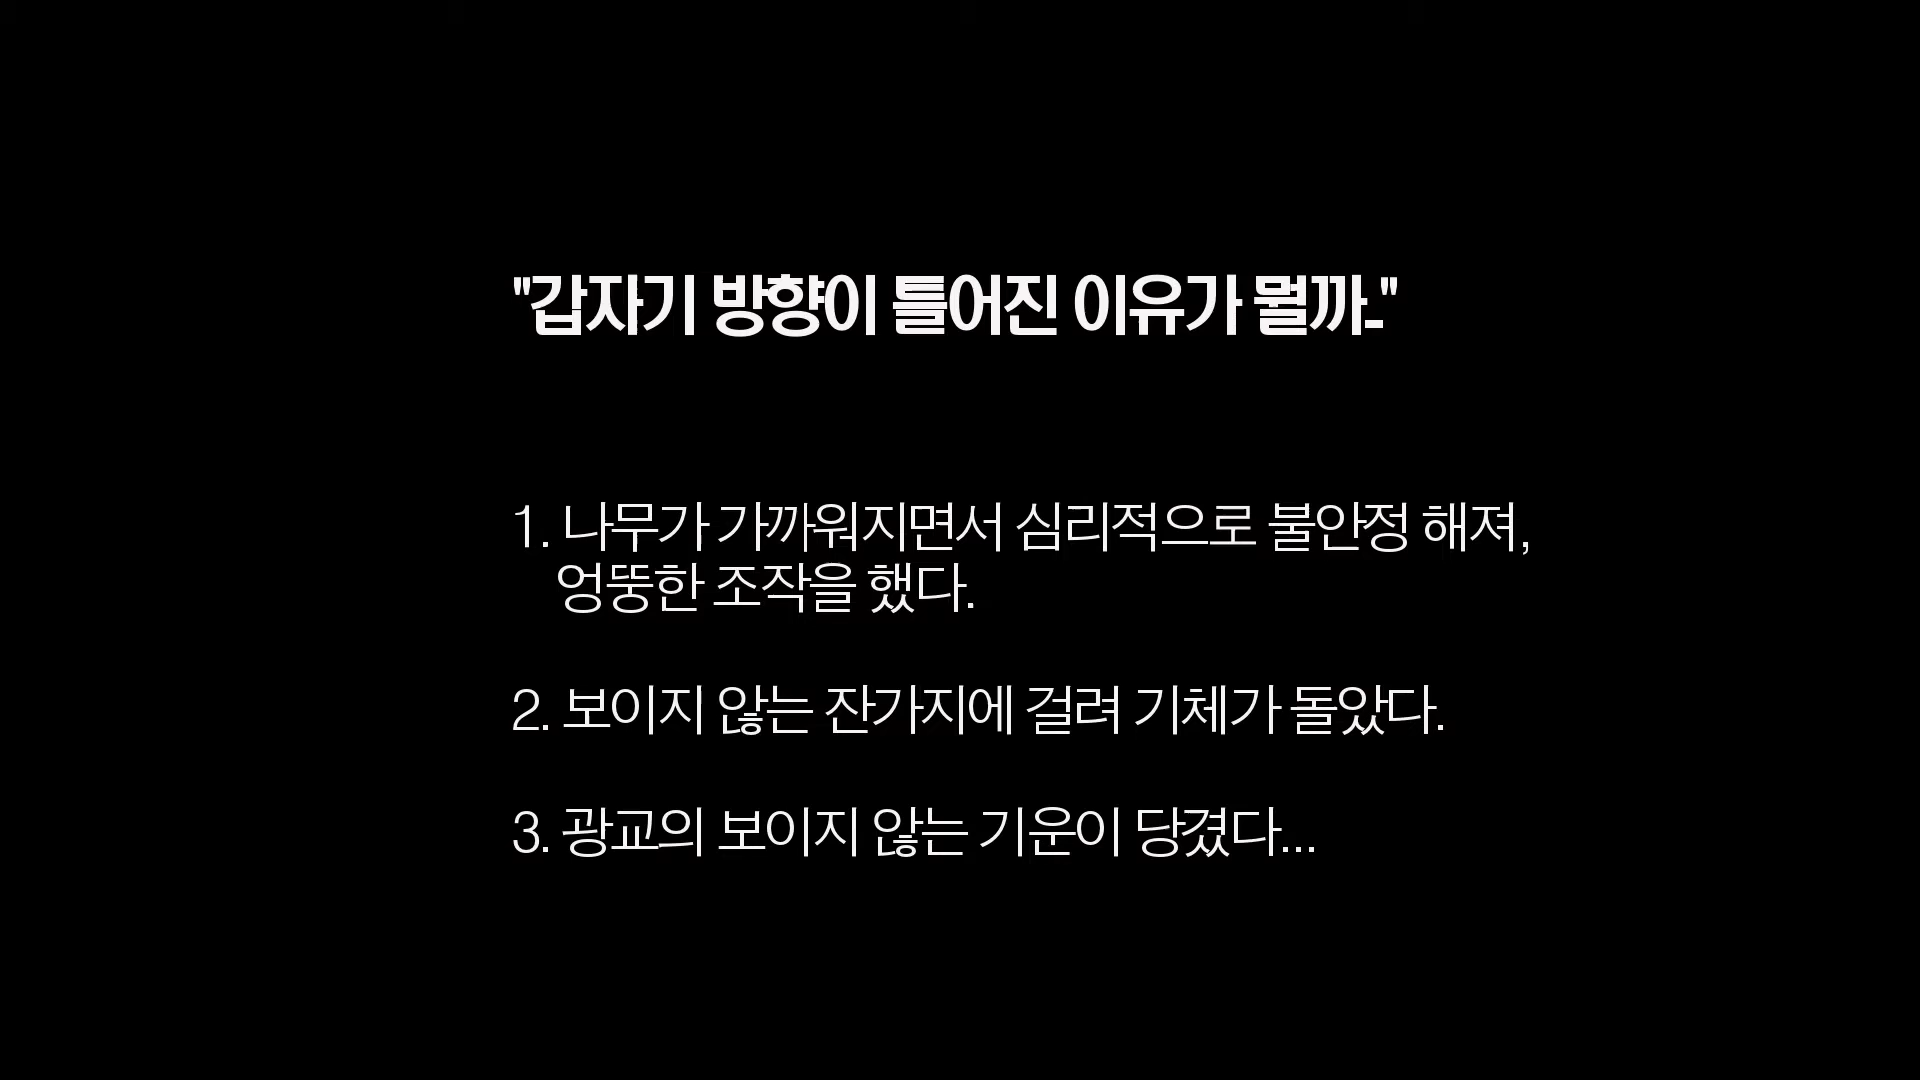 "갑자기 방향이 틀어진 이유가 뭘까.."
1. 나무가 가까워지면서 심리적으로 불안정 해져,
엉뚱한 조작을 했다.
2. 보이지 않는 잔가지에 걸려 기체가 돌았다.
3. 광교의 보이지 않는 기운이 당겼다...